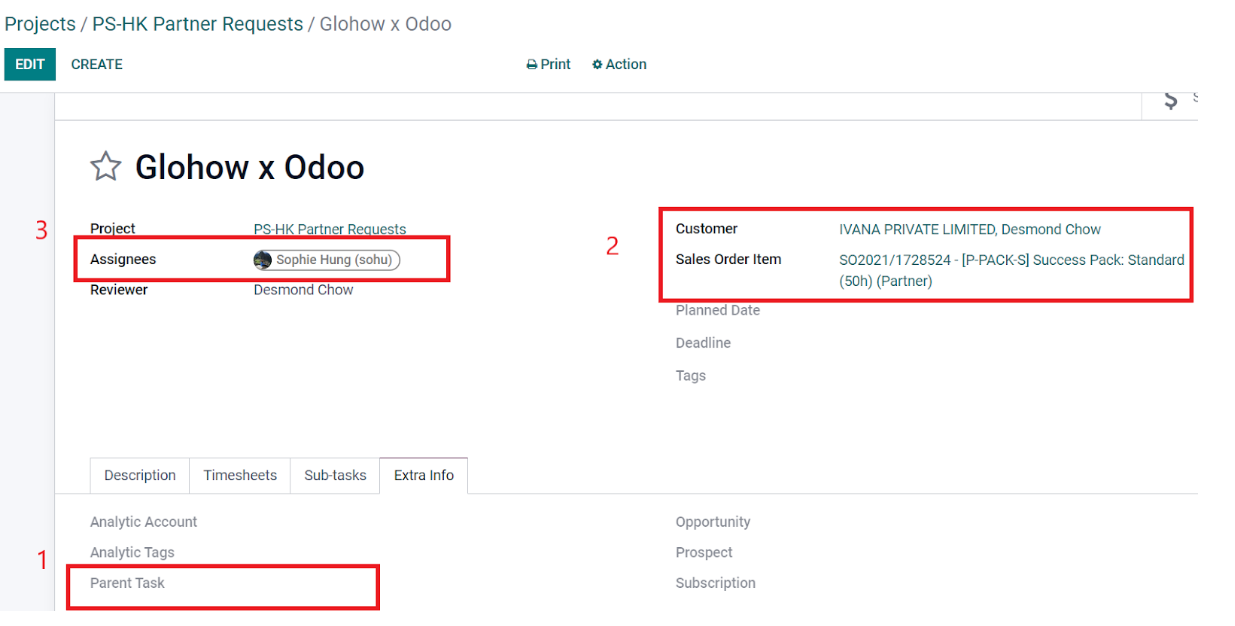 Projects / PS-HK Partner Requests / Glohow x Odoo
EDIT CREATE Print Action
$
Glohow x Odoo
3
Project PS-HK Partner Requests
Assignees Sophie Hung (sohu)
Reviewer Desmond Chow
2
Customer IVANA PRIVATE LIMITED, Desmond Chow
Sales Order Item SO2021/1728524 - [P-PACK-S] Success Pack: Standard
(50h) (Partner)
Planned Date
Deadline
Tags
Description Timesheets Sub-tasks Extra Info
Analytic Account Opportunity
Analytic Tags Prospect
1
Parent Task Subscription